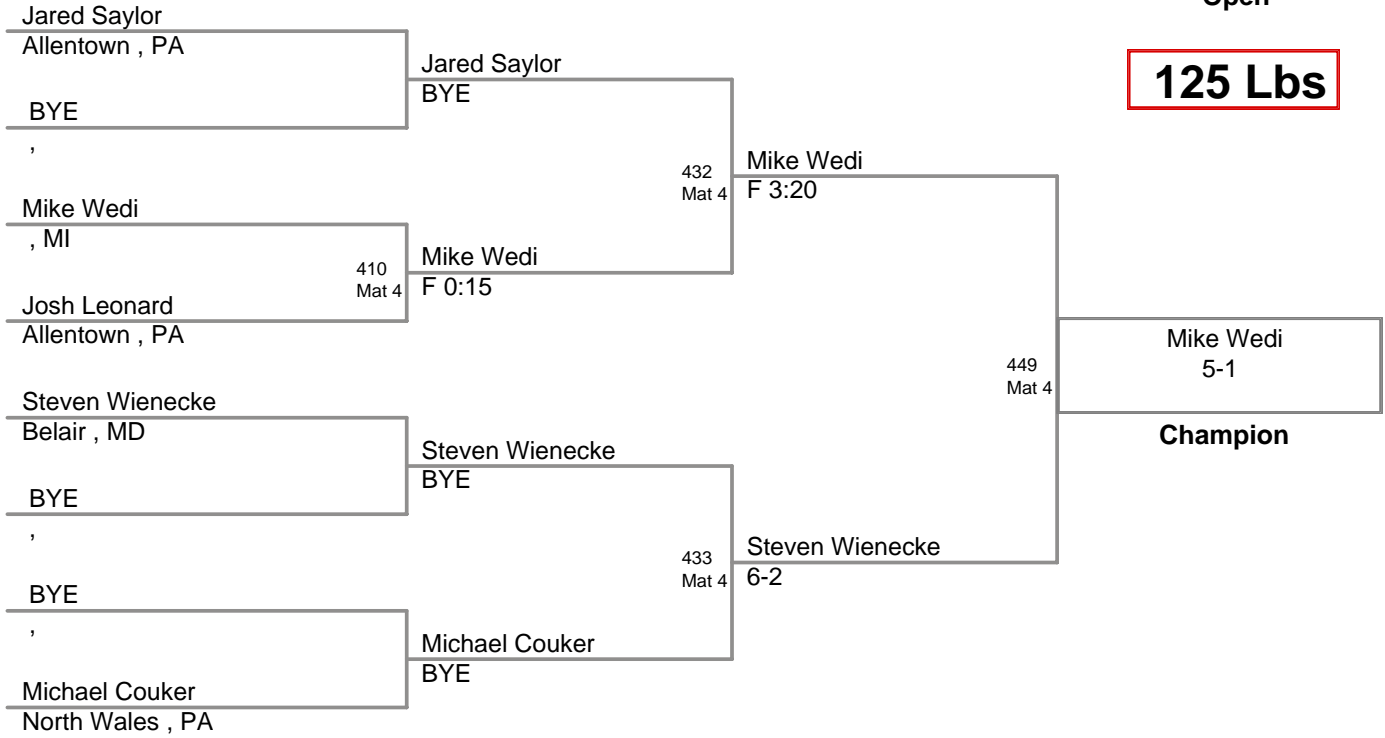 Open
125 Lbs
Jared Saylor
Allentown , PA
BYE
,
Mike Wedi
, MI
Josh Leonard
Allentown , PA
Steven Wienecke
Belair , MD
BYE
,
BYE
,
Michael Couker
North Wales , PA
Jared Saylor
BYE
410
Mat 4
Mike Wedi
F 0:15
Steven Wienecke
BYE
Michael Couker
BYE
432
Mat 4
Mike Wedi
F 3:20
433
Mat 4
Steven Wienecke
6-2
449
Mat 4
Mike Wedi
5-1
Champion